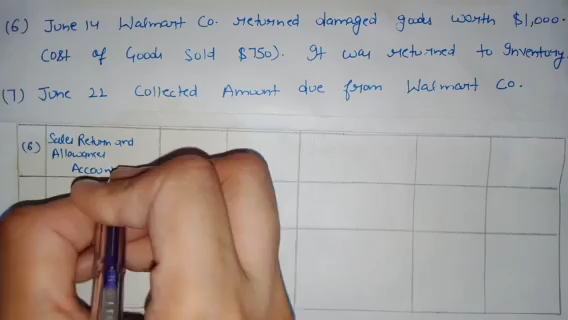 (6) June 14 Walmart Co. returned damaged goods worth $1,000.
Cost of Goods Sold $750). It was returned to Inventory.
(7) June 22 Collected Amount due from Walmart Co.
(6) Sales Return and
Allowances